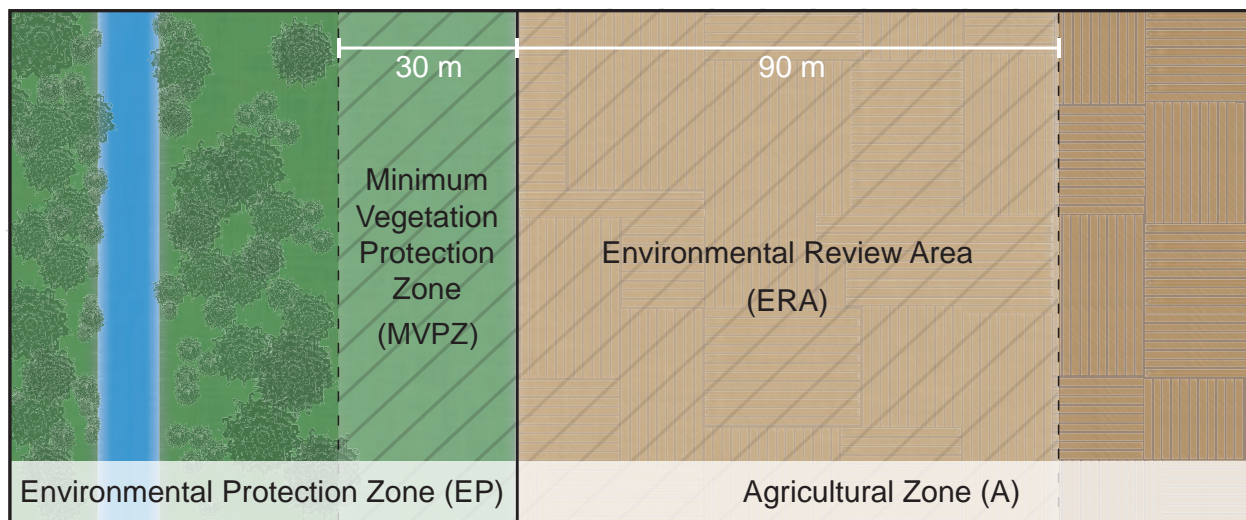 30 m
90 m
Minimum
Vegetation
Protection
Zone
(MVPZ)
Environmental Review Area
(ERA)
Environmental Protection Zone (EP)
Agricultural Zone (A)